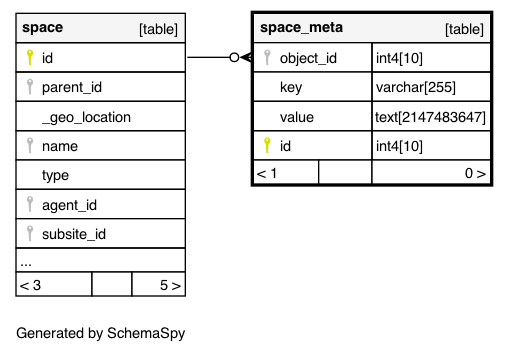 space [table]
id
parent_id
_geo_location
name
type
agent_id
subsite_id
...
< 3 5 >
space_meta [table]
object_id int4[10]
key varchar[255]
value text[2147483647]
id int4[10]
< 1 0 >
Generated by SchemaSpy